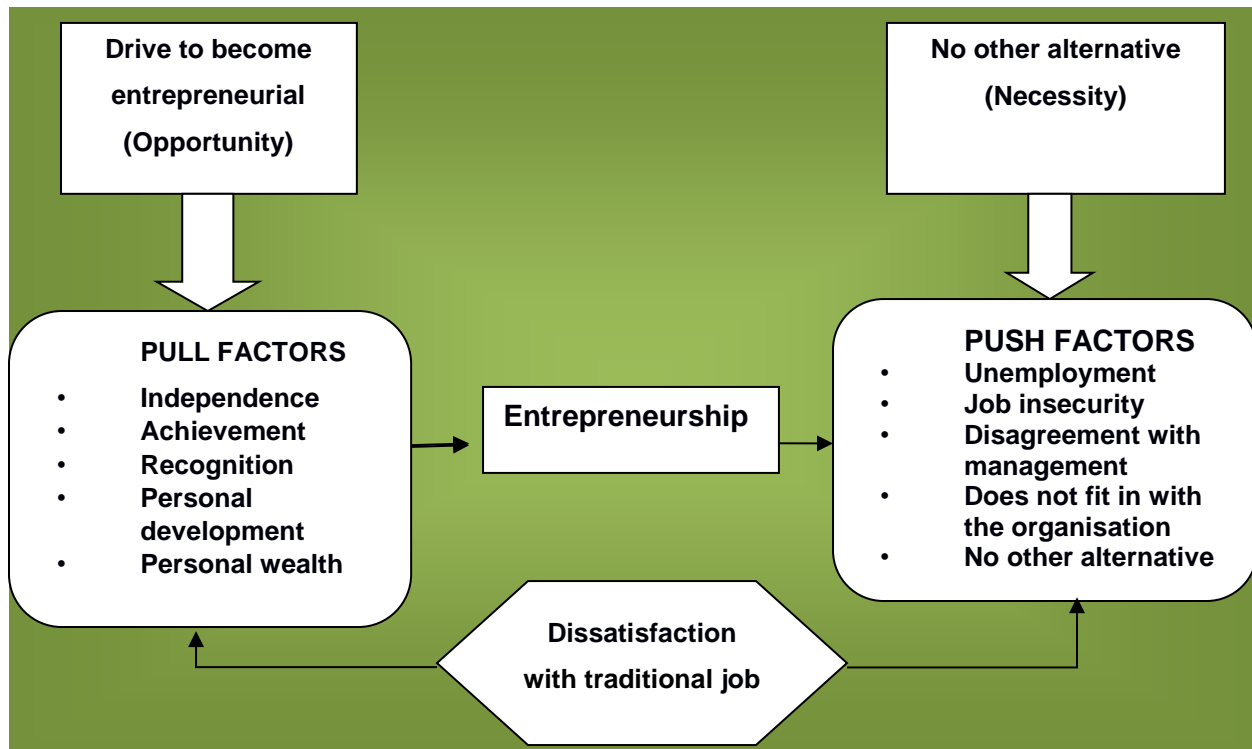 Drive to become
entrepreneurial
(Opportunity)
No other alternative
(Necessity)
PULL FACTORS
• Independence
• Achievement
• Recognition
• Personal
development
• Personal wealth
Entrepreneurship
PUSH FACTORS
• Unemployment
• Job insecurity
• Disagreement with
management
• Does not fit in with
the organisation
• No other alternative
Dissatisfaction
with traditional job